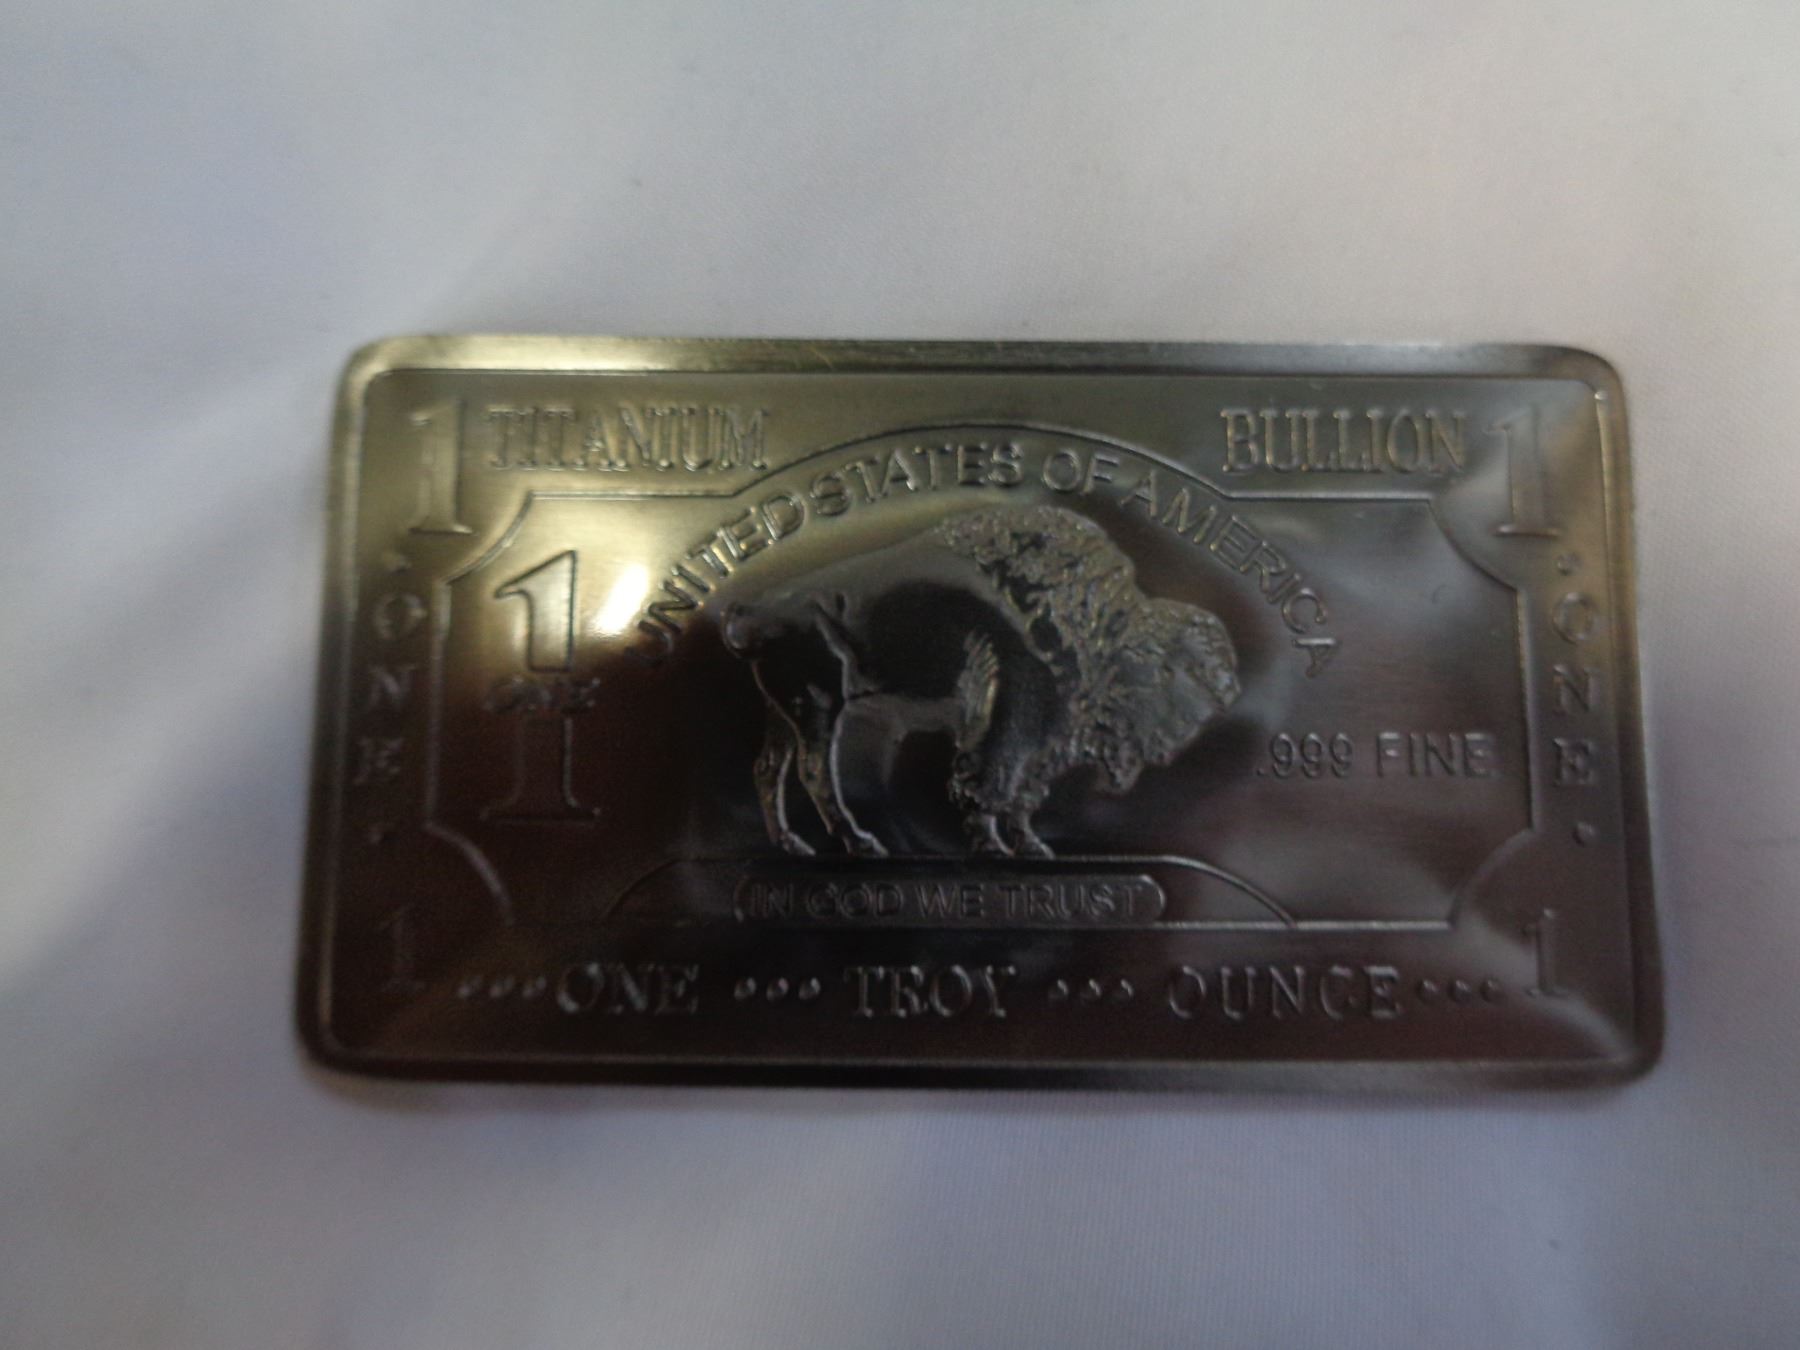 1 TITANIUM BULLION 1
UNITED STATES OF AMERICA
ONE
1
ONE
1
ONE
.999 FINE
IN GOD WE TRUST
1 ...ONE ... TROY ... OUNCE... 1